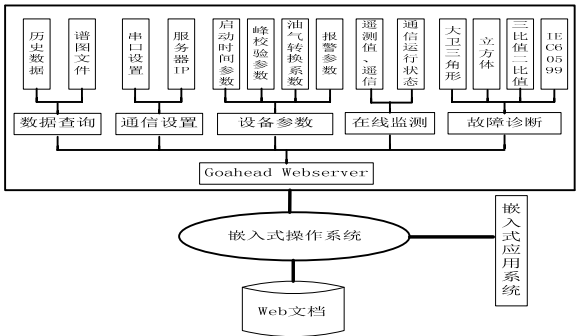 历史数据
谱图文件
串口设置
服务器IP
启动时间参数
峰校验参数
油气转换系数
报警参数
遥测值、遥信
通信运行状态
大卫三角形
立方体
三比值二比值
IEC60599
数据查询
通信设置
设备参数
在线监测
故障诊断
Goahead Webserver
嵌入式操作系统
嵌入式应用系统
Web文档